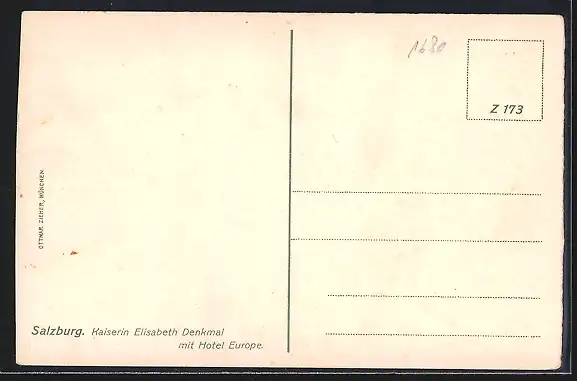 1680
Z 173
OTTMAR ZIEHER, MÜNCHEN.
Salzburg. Kaiserin Elisabeth Denkmal
mit Hotel Europe.